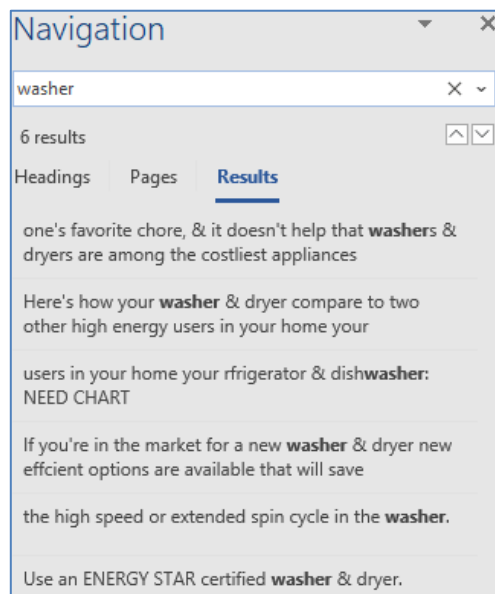 Navigation
washer
6 results
Headings Pages Results
one's favorite chore, & it doesn't help that washers &
dryers are among the costliest appliances
Here's how your washer & dryer compare to two
other high energy users in your home your
users in your home your rfrigerator & dishwasher:
NEED CHART
If you're in the market for a new washer & dryer new
effcient options are available that will save
the high speed or extended spin cycle in the washer.
Use an ENERGY STAR certified washer & dryer.